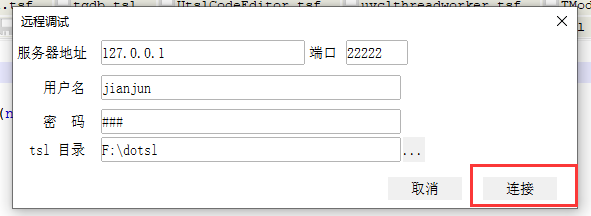 .tsf tgdb.tsl UtslCodeEditor.tsf uvclthreadworker.tsf TMod
远程调试
服务器地址 127.0.0.1 端口 22222
用户名 jianjun
密 码 ###
tsl 目录 F:\dotsl ...
取消 连接